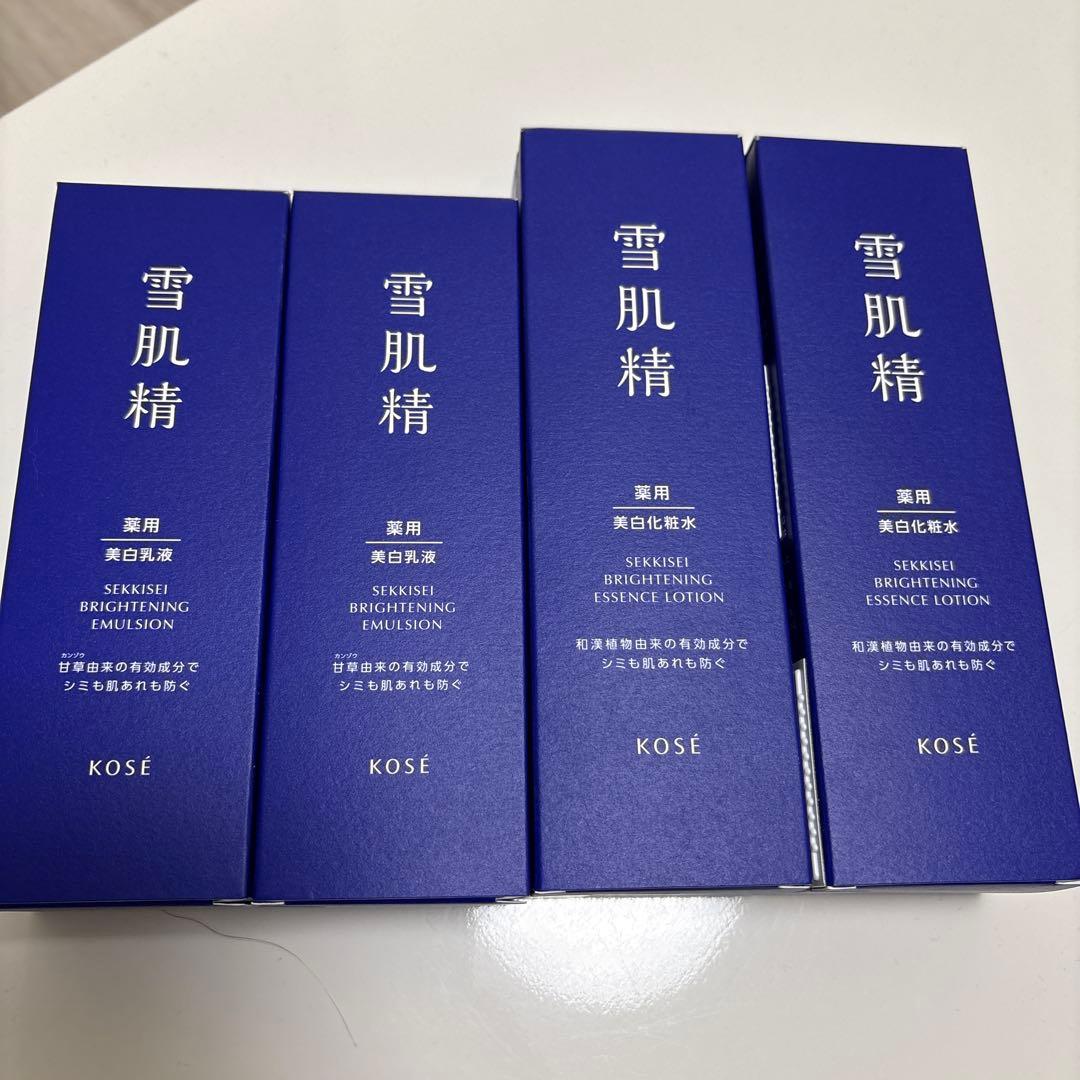 雪肌精
薬用
美白乳液
SEKKISEI
BRIGHTENING
EMULSION
カンゾウ
甘草由来の有効成分で
シミも肌あれも防ぐ
KOSÉ
雪肌精
薬用
美白乳液
SEKKISEI
BRIGHTENING
EMULSION
カンゾウ
甘草由来の有効成分で
シミも肌あれも防ぐ
KOSÉ
雪肌精
薬用
美白化粧水
SEKKISEI
BRIGHTENING
ESSENCE LOTION
和漢植物由来の有効成分で
シミも肌あれも防ぐ
KOSÉ
雪肌精
薬用
美白化粧水
SEKKISEI
BRIGHTENING
ESSENCE LOTION
和漢植物由来の有効成分で
シミも肌あれも防ぐ
KOSÉ